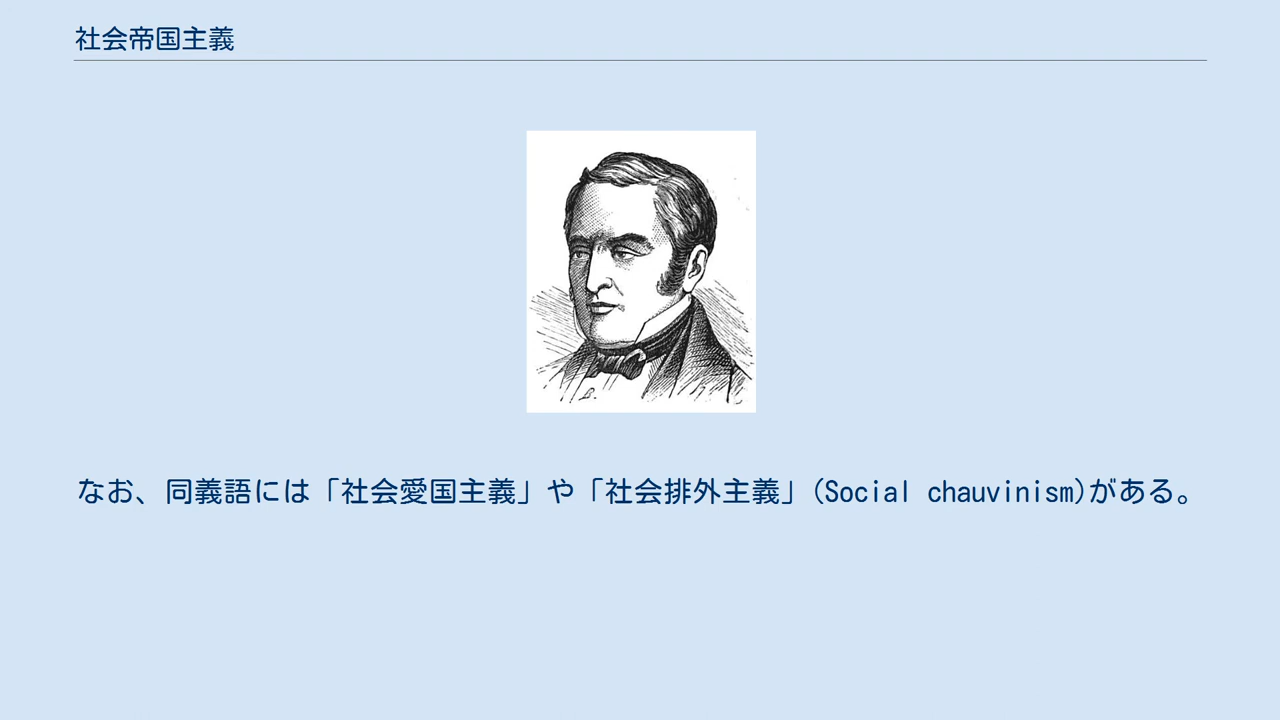 社会帝国主義
なお、同義語には「社会愛国主義」や「社会排外主義」(Social chauvinism)がある。
B.